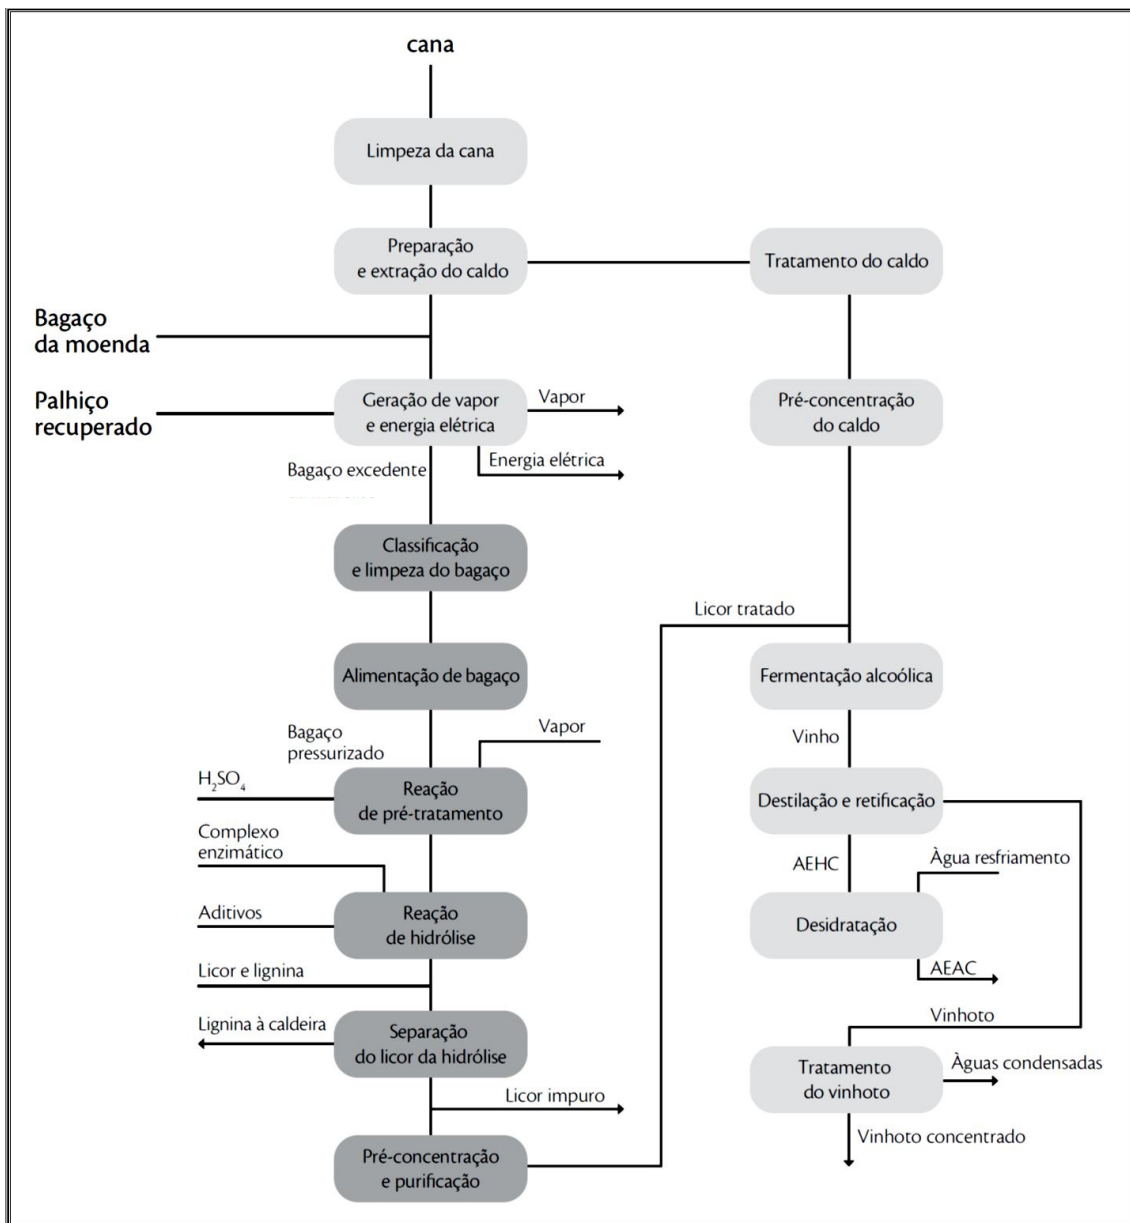 cana
Limpeza da cana
Preparação
e extração do caldo
Tratamento do caldo
Bagaço
da moenda
Palhiço
recuperado
Geração de vapor
e energia elétrica
Vapor
Energia elétrica
Pré-concentração
do caldo
Bagaço excedente
Classificação
e limpeza do bagaço
Licor tratado
Alimentação de bagaço
Fermentação alcoólica
Bagaço
pressurizado
Vapor
Vinho
H₂SO₄
Reação
de pré-tratamento
Destilação e retificação
Complexo
enzimático
AEHC
Àgua resfriamento
Aditivos
Reação
de hidrólise
Desidratação
AEAC
Licor e lignina
Vinhoto
Lignina à caldeira
Separação
do licor da hidrólise
Tratamento
do vinhoto
Àguas condensadas
Licor impuro
Vinhoto concentrado
Pré-concentração
e purificação